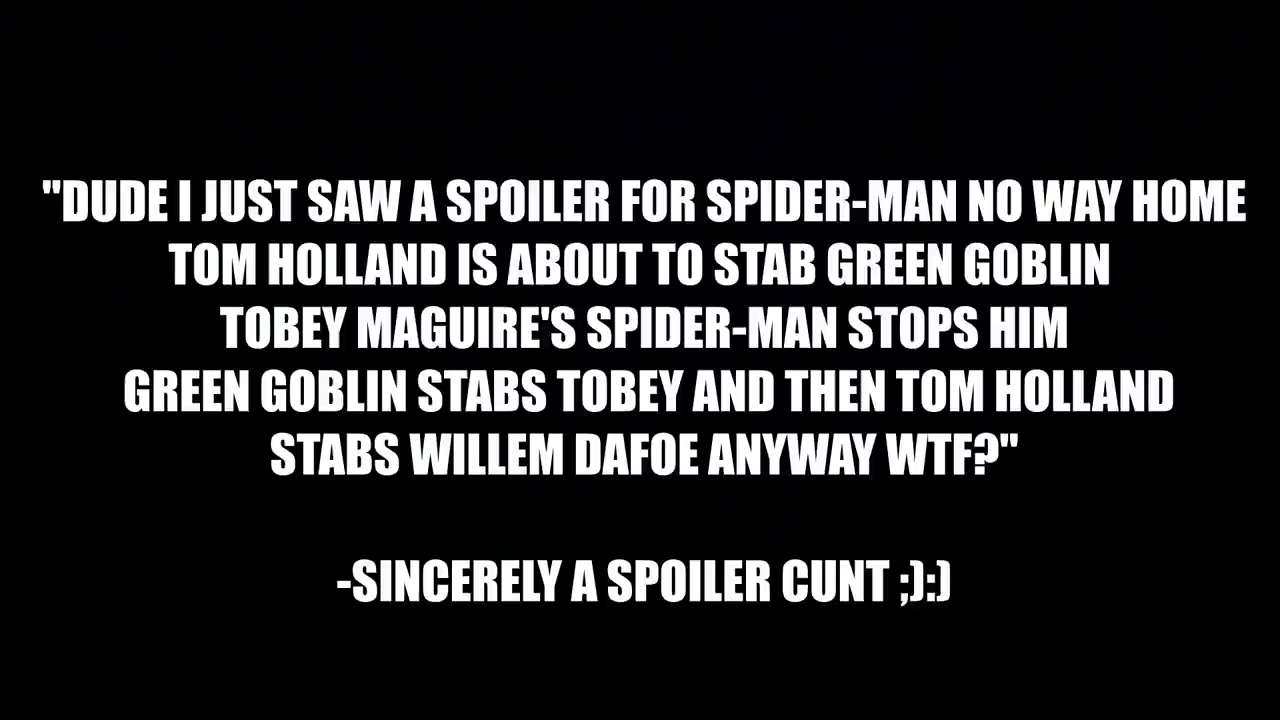 "DUDE I JUST SAW A SPOILER FOR SPIDER-MAN NO WAY HOME
TOM HOLLAND IS ABOUT TO STAB GREEN GOBLIN
TOBEY MAGUIRE'S SPIDER-MAN STOPS HIM
GREEN GOBLIN STABS TOBEY AND THEN TOM HOLLAND
STABS WILLEM DAFOE ANYWAY WTF?"
-SINCERELY A SPOILER CUNT ;):)